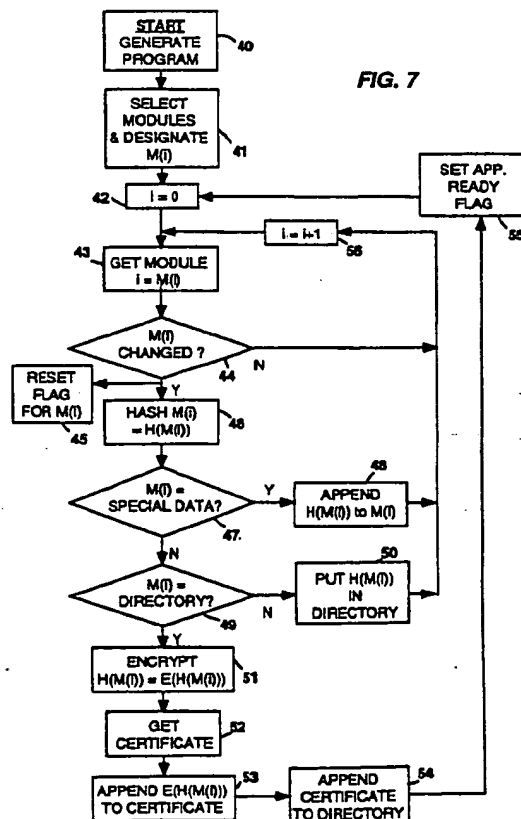 START
GENERATE
PROGRAM
40
FIG. 7
SELECT
MODULES
& DESIGNATE
M(i)
41
SET APP.
READY
FLAG
55
42
i = 0
i = i+1
56
43
GET MODULE
i = M(i)
M(i)
CHANGED ?
44
N
RESET
FLAG
FOR M(i)
45
Y
HASH M(i)
= H(M(i))
46
M(i) =
SPECIAL DATA?
47
Y
48
APPEND
H(M(i)) to M(i)
N
M(i) =
DIRECTORY?
49
N
50
PUT H(M(i))
IN
DIRECTORY
Y
ENCRYPT
H(M(i)) = E(H(M(i)))
51
GET
CERTIFICATE
52
APPEND E(H(M(i)))
TO CERTIFICATE
53
APPEND
CERTIFICATE
TO DIRECTORY
54